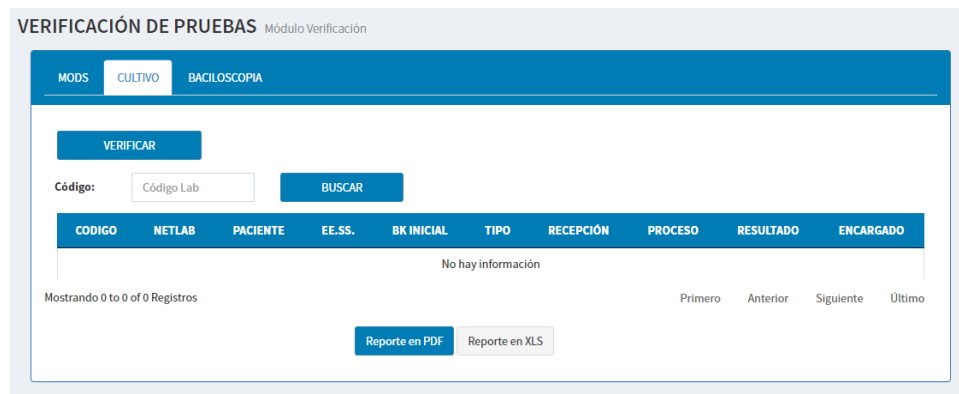 VERIFICACIÓN DE PRUEBAS Módulo Verificación
MODS CULTIVO BACILOSCOPIA
VERIFICAR
Código: Código Lab BUSCAR
CODIGO NETLAB PACIENTE EE.SS. BK INICIAL TIPO RECEPCIÓN PROCESO RESULTADO ENCARGADO
No hay información
Mostrando 0 to 0 of 0 Registros Primero Anterior Siguiente Último
Reporte en PDF Reporte en XLS